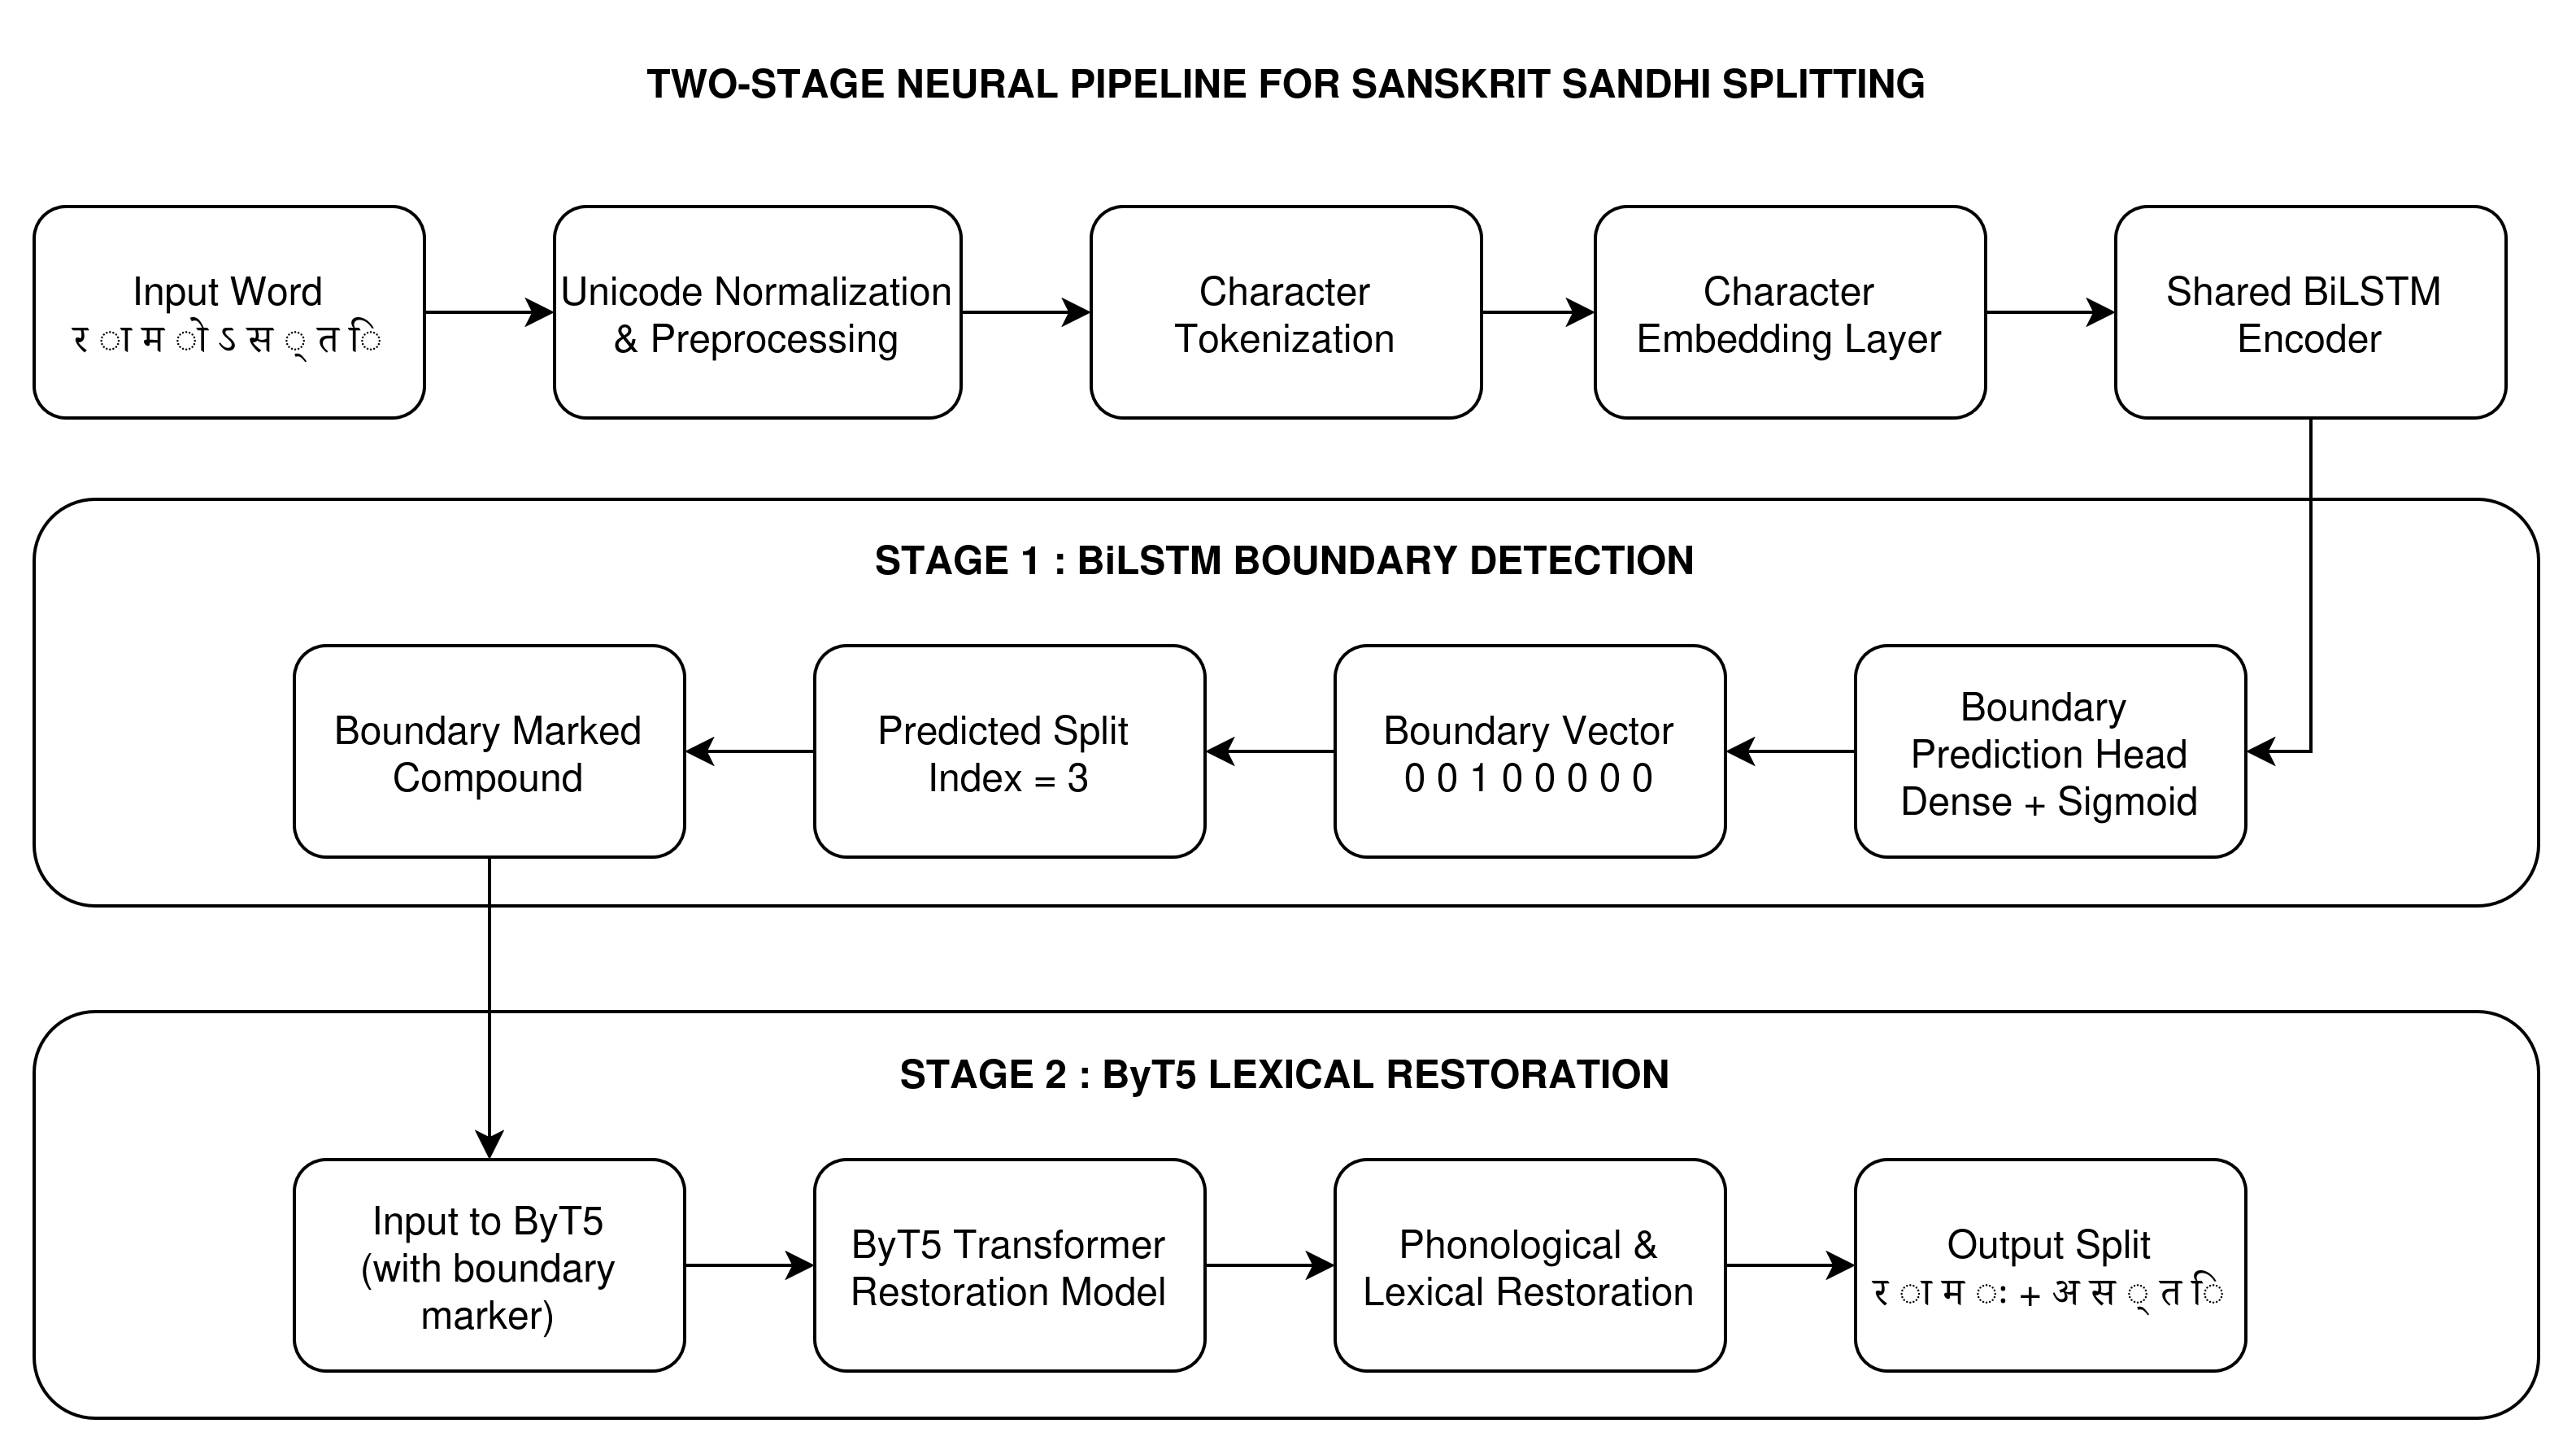 TWO-STAGE NEURAL PIPELINE FOR SANSKRIT SANDHI SPLITTING
Input Word
र ा म ो ऽ स ् त ि
Unicode Normalization
& Preprocessing
Character
Tokenization
Character
Embedding Layer
Shared BiLSTM
Encoder
STAGE 1 : BiLSTM BOUNDARY DETECTION
Boundary
Prediction Head
Dense + Sigmoid
Boundary Vector
0 0 1 0 0 0 0 0
Predicted Split
Index = 3
Boundary Marked
Compound
STAGE 2 : ByT5 LEXICAL RESTORATION
Input to ByT5
(with boundary
marker)
ByT5 Transformer
Restoration Model
Phonological &
Lexical Restoration
Output Split
र ा म ः + अ स ् त ि